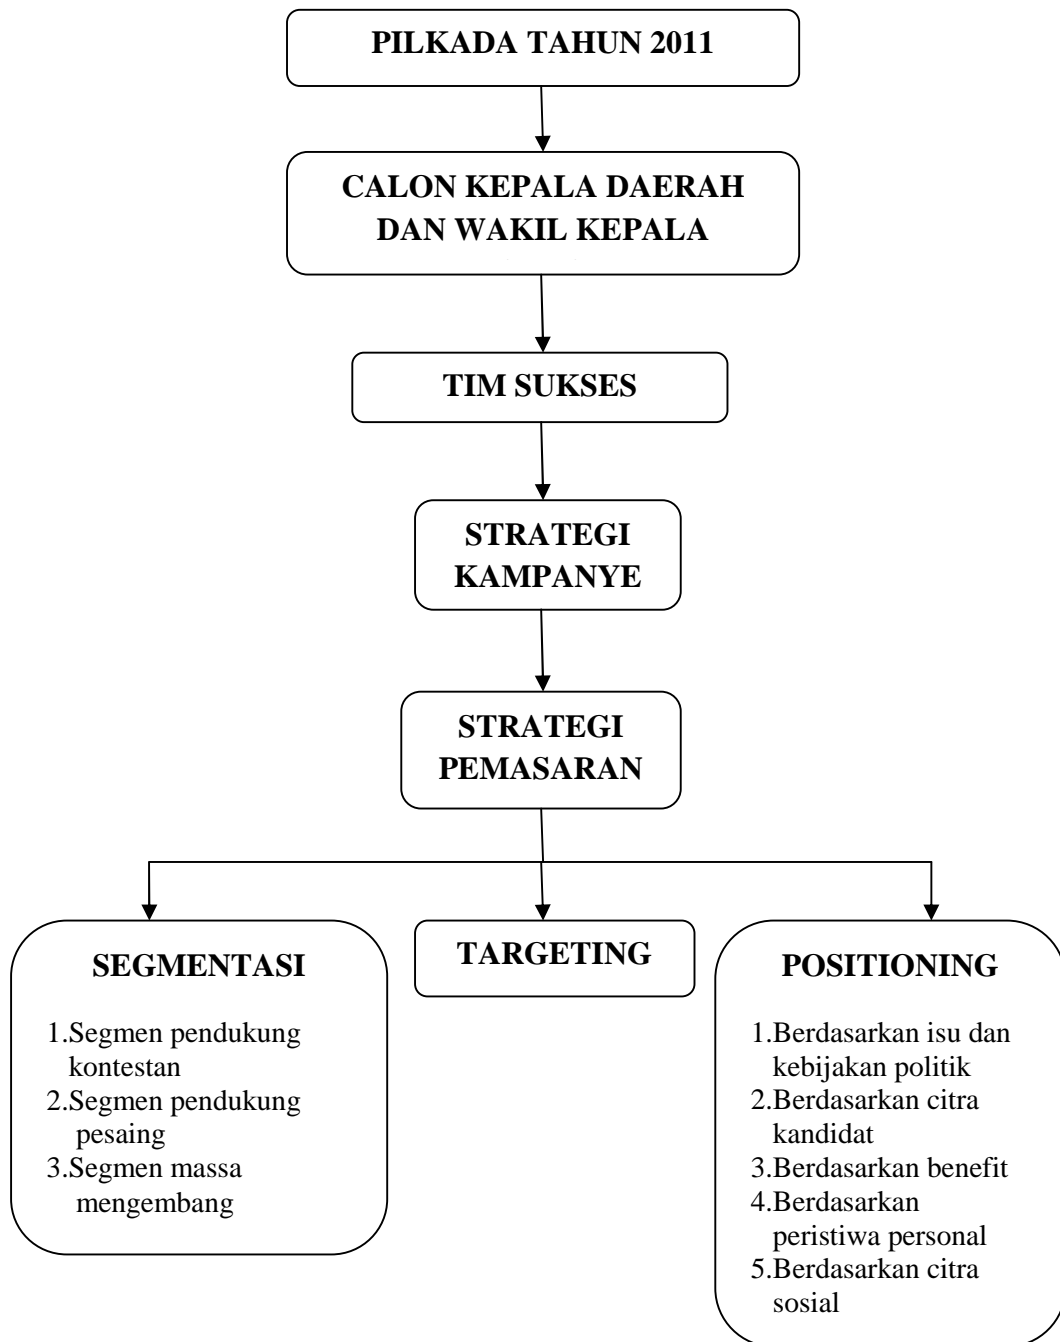 PILKADA TAHUN 2011
CALON KEPALA DAERAH
DAN WAKIL KEPALA
TIM SUKSES
STRATEGI
KAMPANYE
STRATEGI
PEMASARAN
SEGMENTASI
1.Segmen pendukung
kontestan
2.Segmen pendukung
pesaing
3.Segmen massa
mengembang
TARGETING
POSITIONING
1.Berdasarkan isu dan
kebijakan politik
2.Berdasarkan citra
kandidat
3.Berdasarkan benefit
4.Berdasarkan
peristiwa personal
5.Berdasarkan citra
sosial